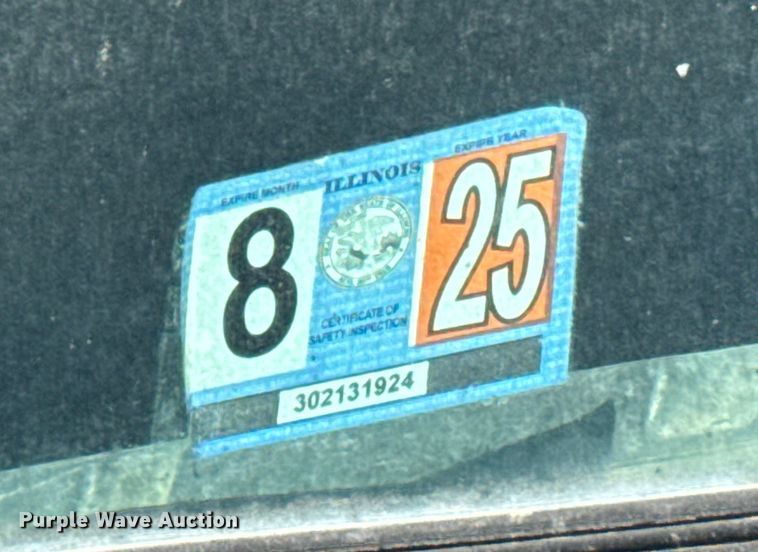 EXPIRE MONTH
ILLINOIS
EXPIRE YEAR
8
25
CERTIFICATE OF
SAFETY INSPECTION
302131924
Purple Wave Auction